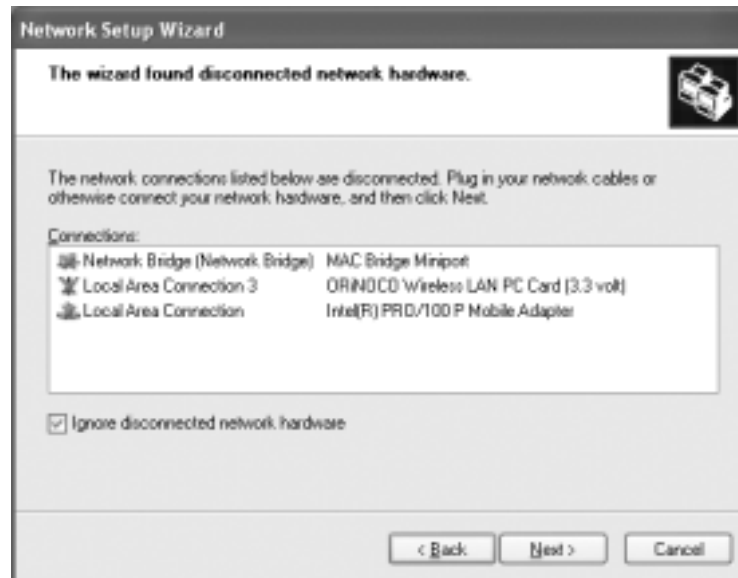 Network Setup Wizard
The wizard found disconnected network hardware.
The network connections listed below are disconnected. Plug in your network cables or
otherwise connect your network hardware, and then click Next.
Connections:
Network Bridge (Network Bridge) MAC Bridge Miniport
Local Area Connection 3 ORiNOCO Wireless LAN PC Card (3.3 volt)
Local Area Connection Intel(R) PRO/100 P Mobile Adapter
Ignore disconnected network hardware
< Back Next > Cancel